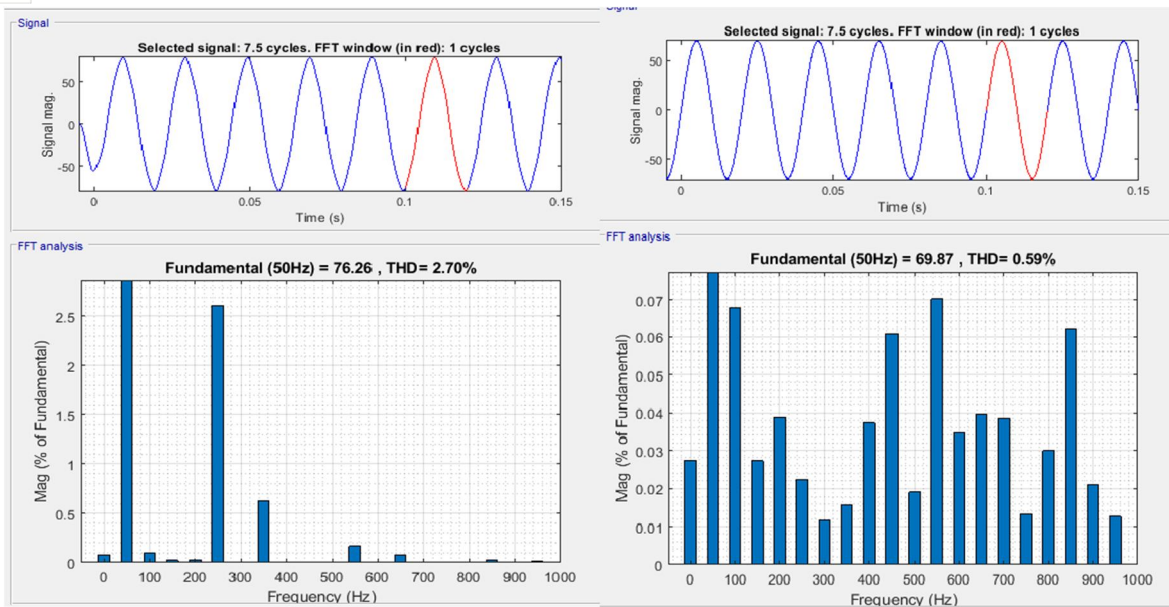 Signal
Selected signal: 7.5 cycles. FFT window (in red): 1 cycles
Signal mag.
50
0
-50
0
0.05
0.1
0.15
Time (s)
FFT analysis
Fundamental (50Hz) = 76.26 , THD= 2.70%
Mag (% of Fundamental)
2.5
2
1.5
1
0.5
0
0 100 200 300 400 500 600 700 800 900 1000
Frequency (Hz)
Signal
Selected signal: 7.5 cycles. FFT window (in red): 1 cycles
Signal mag.
50
0
-50
0
0.05
0.1
0.15
Time (s)
FFT analysis
Fundamental (50Hz) = 69.87 , THD= 0.59%
Mag (% of Fundamental)
0.07
0.06
0.05
0.04
0.03
0.02
0.01
0
0 100 200 300 400 500 600 700 800 900 1000
Frequency (Hz)